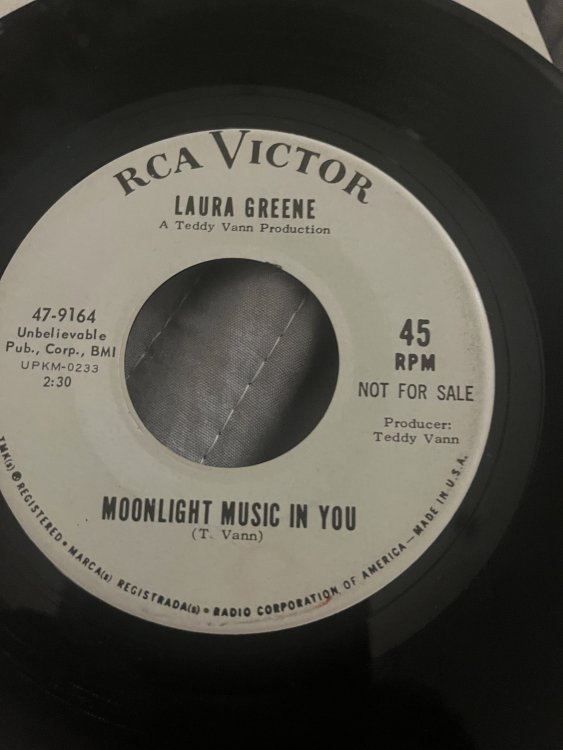 RCA VICTOR
LAURA GREENE
A Teddy Vann Production
47-9164
Unbelievable
Pub., Corp., BMI
UPKM-0233
2:30
45
RPM
NOT FOR SALE
Producer:
Teddy Vann
MOONLIGHT MUSIC IN YOU
(T. Vann)
TMK(s) ® REGISTERED • MARCA(s) REGISTRADA(s) • RADIO CORPORATION OF AMERICA — MADE IN U.S.A.